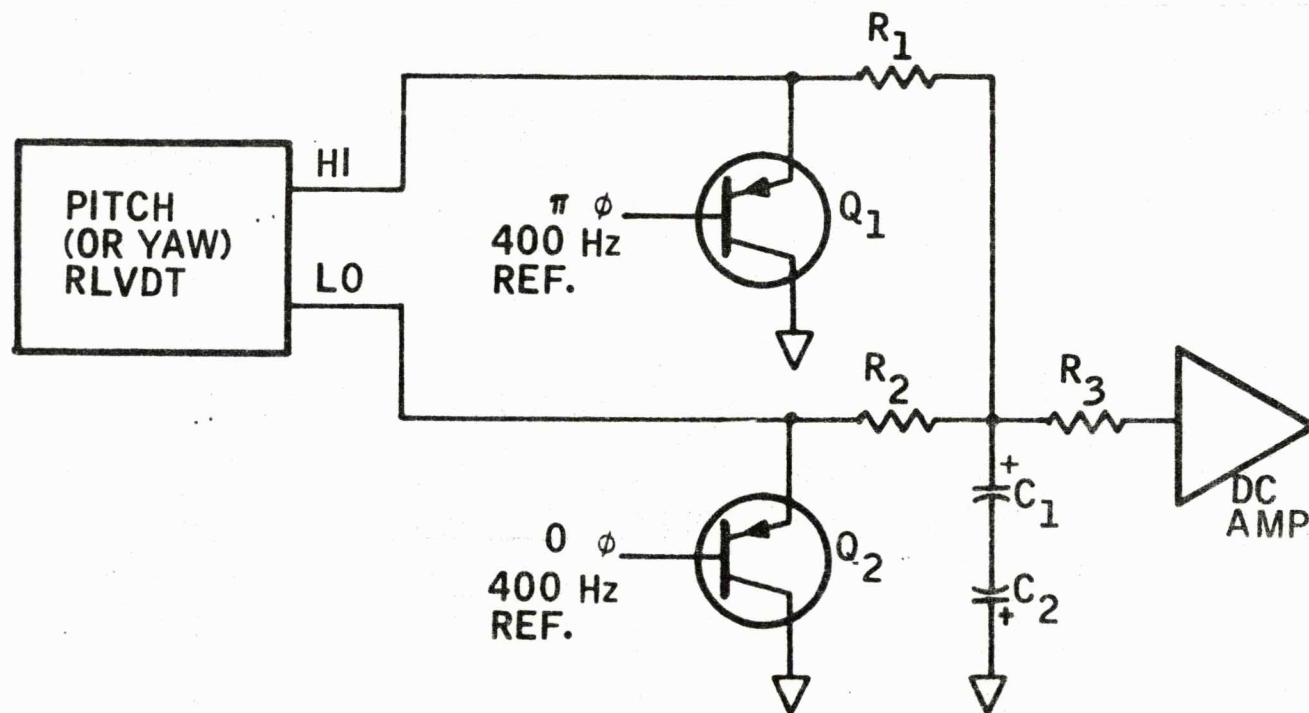 R1
HI
PITCH
(OR YAW)
RLVDT
π ϕ
400 Hz
REF.
Q1
LO
R2
R3
+
C1
DC
AMP
0 ϕ
400 Hz
REF.
Q2
C2
+